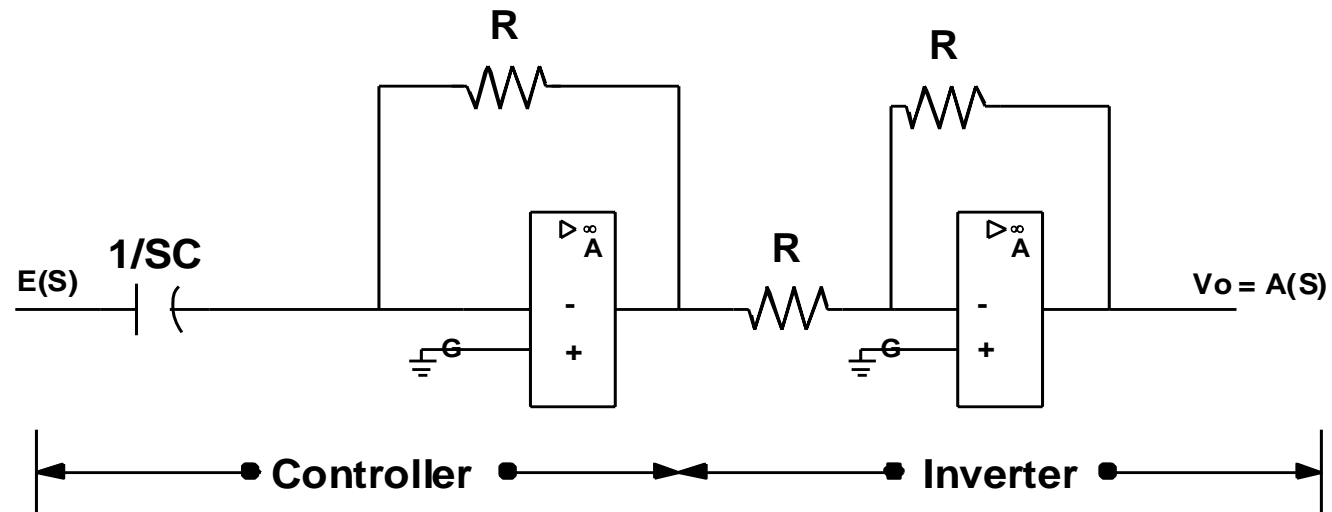 R
R
∞
A
∞
A
1/SC
R
E(S)
Vo = A(S)
-
-
G
+
G
+
Controller
Inverter